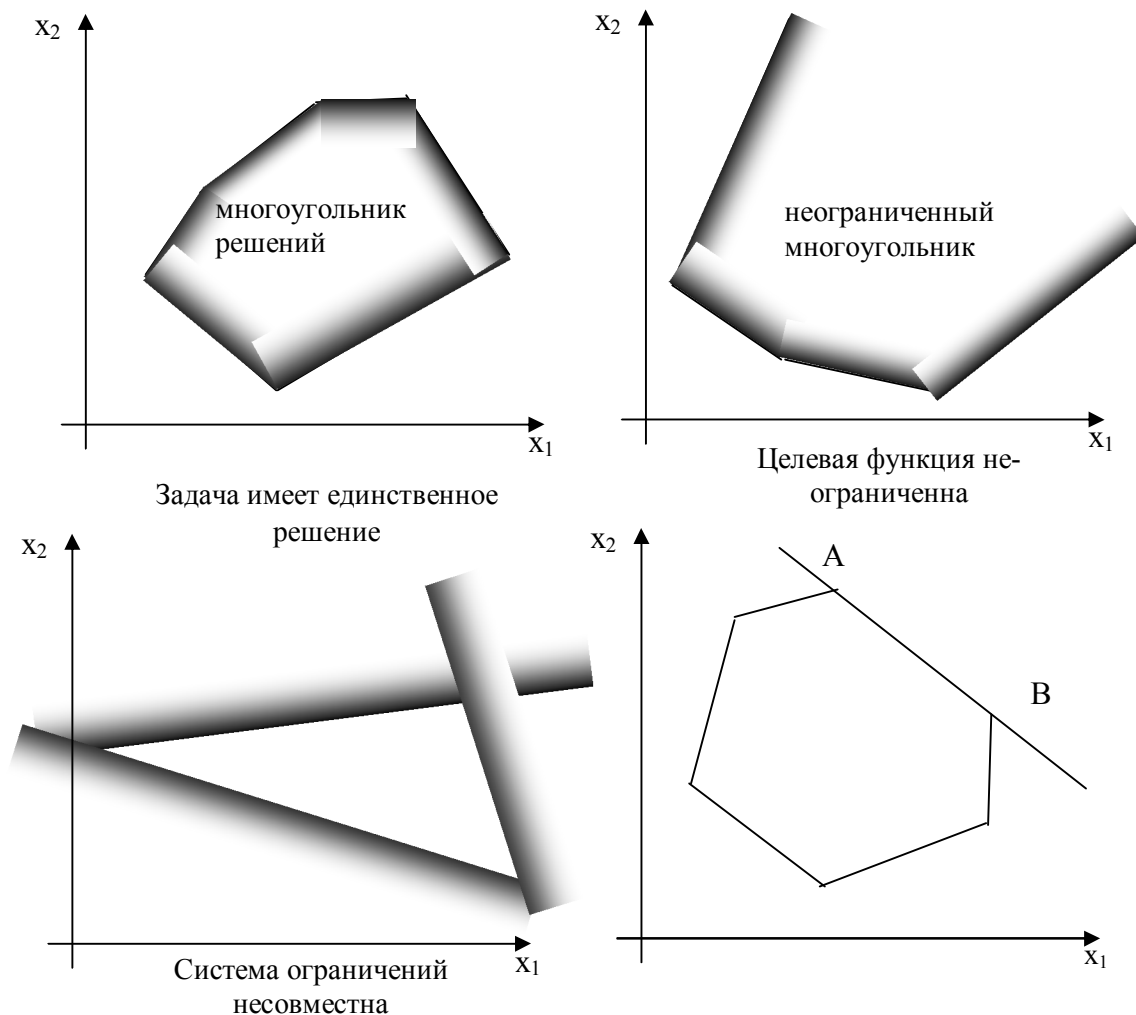 x2
многоугольник
решений
x1
Задача имеет единственное
решение
x2
неограниченный
многоугольник
x1
Целевая функция не-
ограниченна
x2
x1
Система ограничений
несовместна
x2
A
B
x1